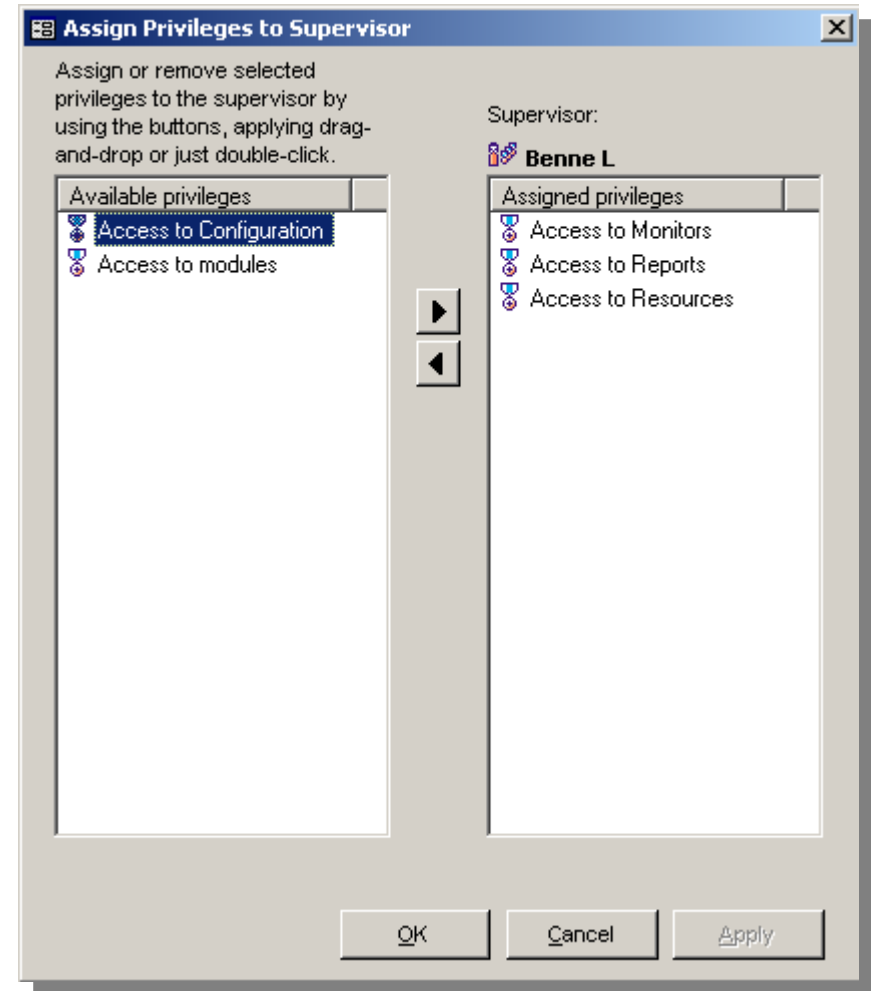 Assign Privileges to Supervisor
Assign or remove selected
privileges to the supervisor by
using the buttons, applying drag-
and-drop or just double-click.
Supervisor:
Benne L
Available privileges
Access to Configuration
Access to modules
Assigned privileges
Access to Monitors
Access to Reports
Access to Resources
OK
Cancel
Apply